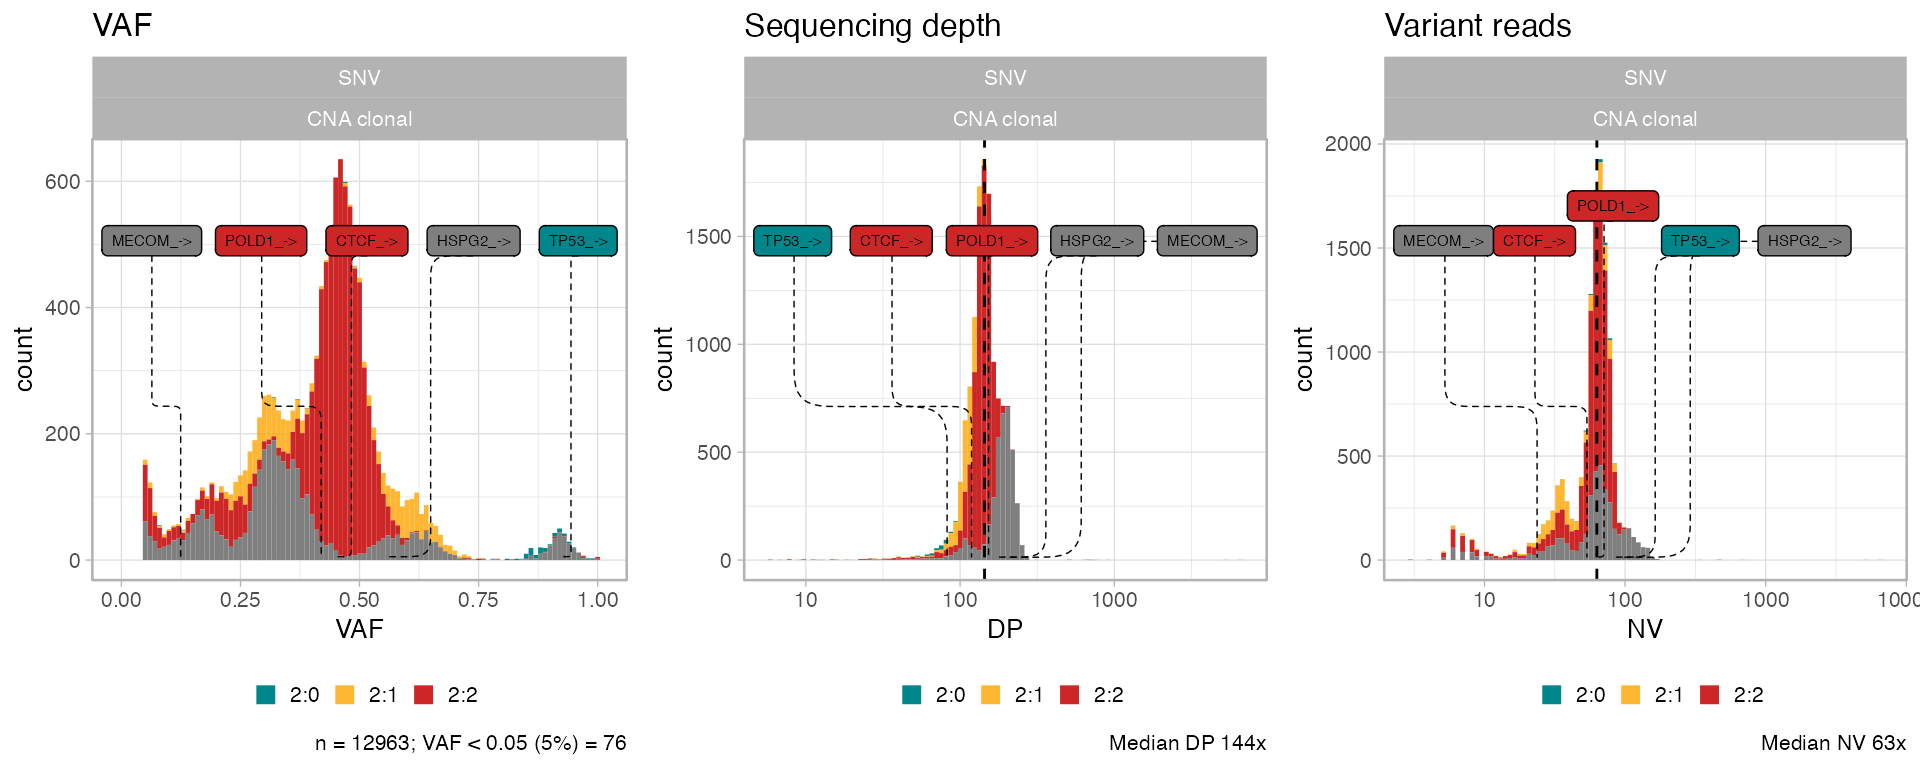 VAF
SNV
CNA clonal
600
400
200
0
count
MECOM_->
POLD1_->
CTCF_->
HSPG2_->
TP53_->
0.00
0.25
0.50
0.75
1.00
VAF
2:0
2:1
2:2
n = 12963; VAF < 0.05 (5%) = 76
Sequencing depth
SNV
CNA clonal
1500
1000
500
0
count
TP53_->
CTCF_->
POLD1_->
HSPG2_->
MECOM_->
10
100
1000
DP
2:0
2:1
2:2
Median DP 144x
Variant reads
SNV
CNA clonal
2000
1500
1000
500
0
count
POLD1_->
MECOM_->
CTCF_->
TP53_->
HSPG2_->
10
100
1000
1000
NV
2:0
2:1
2:2
Median NV 63x